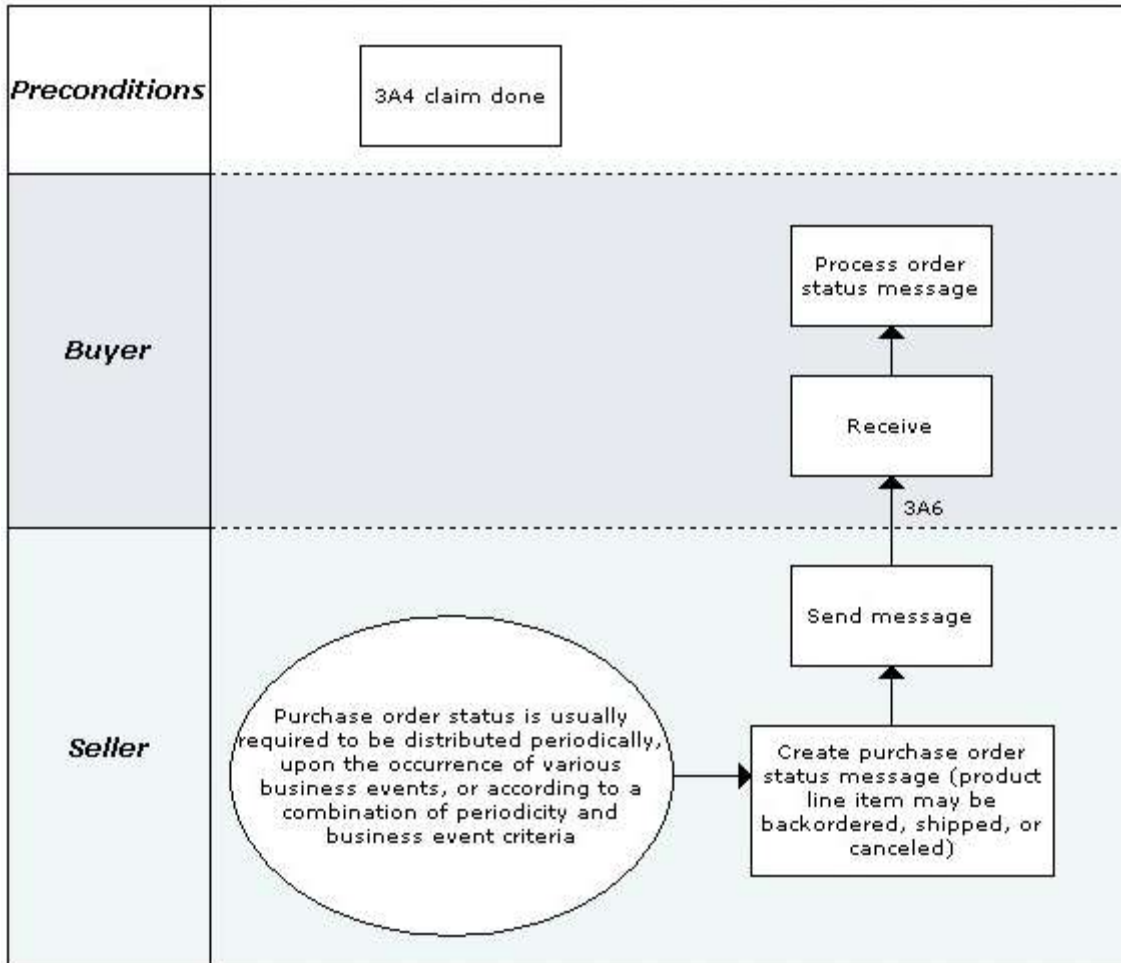 Preconditions
3A4 claim done
Buyer
Process order
status message
Receive
3A6
Seller
Send message
Purchase order status is usually
required to be distributed periodically,
upon the occurrence of various
business events, or according to a
combination of periodicity and
business event criteria
Create purchase order
status message (product
line item may be
backordered, shipped, or
canceled)